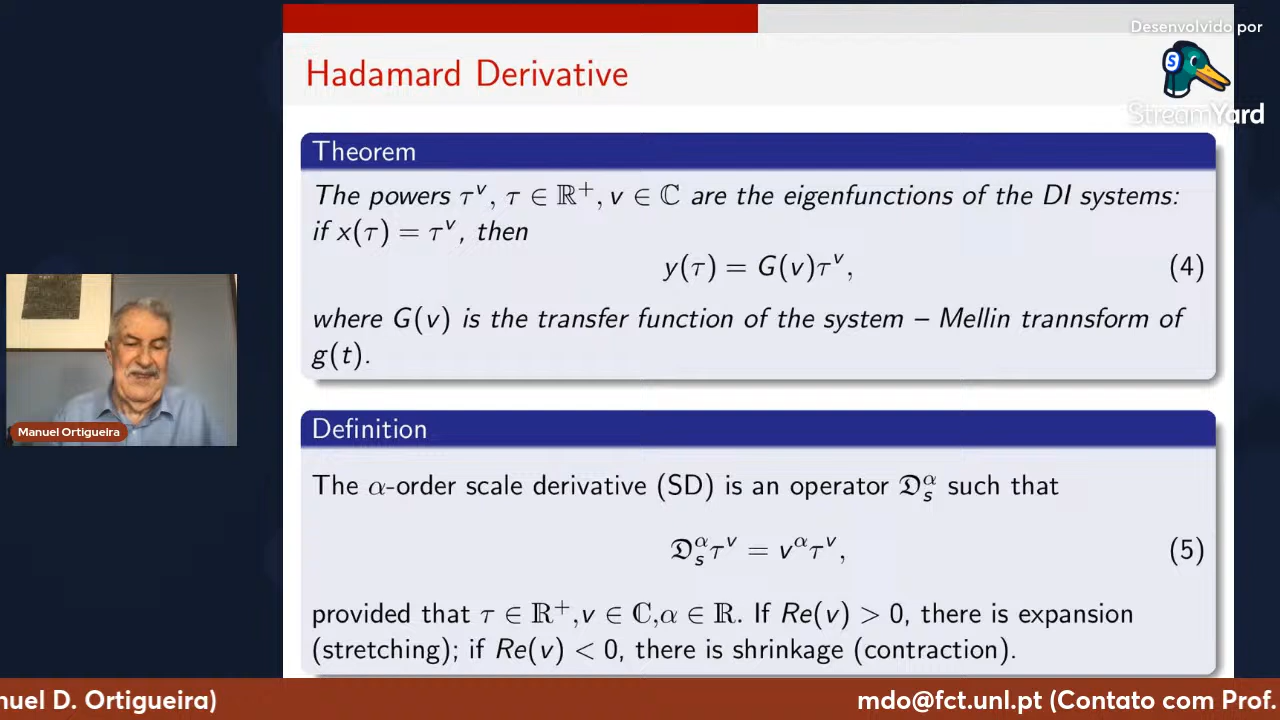 Desenvolvido por
StreamYard
Hadamard Derivative
Theorem
The powers τ^v, τ ∈ ℝ⁺, v ∈ ℂ are the eigenfunctions of the DI systems:
if x(τ) = τ^v, then
y(τ) = G(v)τ^v, (4)
where G(v) is the transfer function of the system – Mellin trannsform of
g(t).
Definition
The α-order scale derivative (SD) is an operator 𝔇_s^α such that
𝔇_s^α τ^v = v^α τ^v, (5)
provided that τ ∈ ℝ⁺,v ∈ ℂ,α ∈ ℝ. If Re(v) > 0, there is expansion
(stretching); if Re(v) < 0, there is shrinkage (contraction).
Manuel Ortigueira
nuel D. Ortigueira) mdo@fct.unl.pt (Contato com Prof.